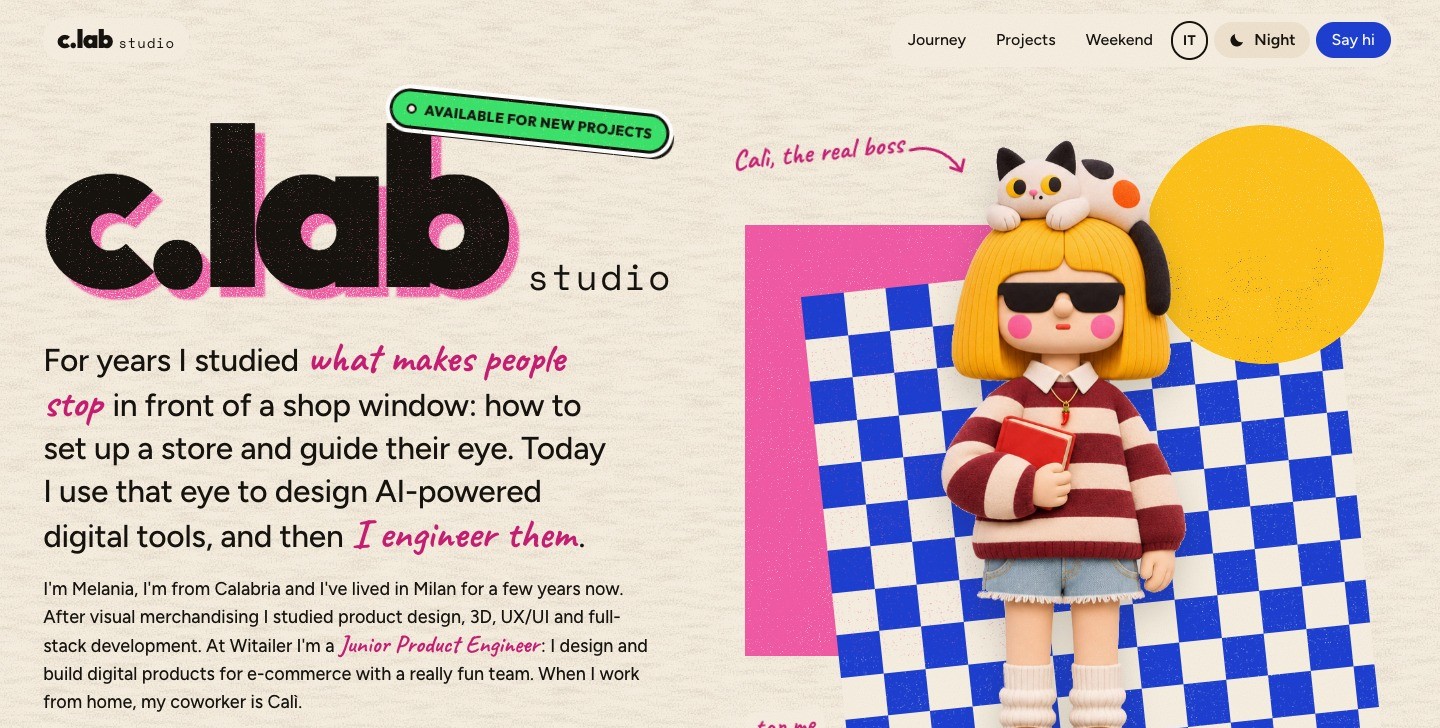 c.lab studio
Journey
Projects
Weekend
IT
Night
Say hi
AVAILABLE FOR NEW PROJECTS
c.lab studio
Calì, the real boss
For years I studied what makes people
stop in front of a shop window: how to
set up a store and guide their eye. Today
I use that eye to design AI-powered
digital tools, and then I engineer them.
I'm Melania, I'm from Calabria and I've lived in Milan for a few years now.
After visual merchandising I studied product design, 3D, UX/UI and full-
stack development. At Witailer I'm a Junior Product Engineer: I design and
build digital products for e-commerce with a really fun team. When I work
from home, my coworker is Calì.